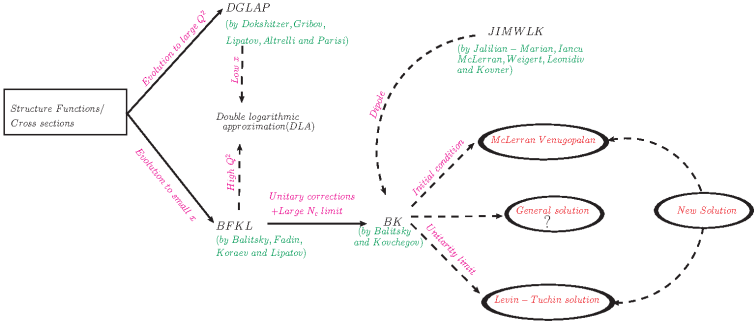 DGLAP
(by Dokshitzer, Gribov,
Lipatov, Altrelli and Parisi)
Evolution to large Q²
Low x
Structure Functions/
Cross sections
Double logarithmic
approximation(DLA)
High Q²
Evolution to small x
BFKL
(by Balitsky, Fadin,
Koraev and Lipatov)
Unitary corrections
+Large N_c limit
JIMWLK
(by Jalilian – Marian, Iancu
McLerran, Weigert, Leonidiv
and Kovner)
Dipole
BK
(by Balitsky
and Kovchegov)
Initial condition
Unitarity limit
McLerran Venugopalan
General solution
?
Levin – Tuchin solution
New Solution